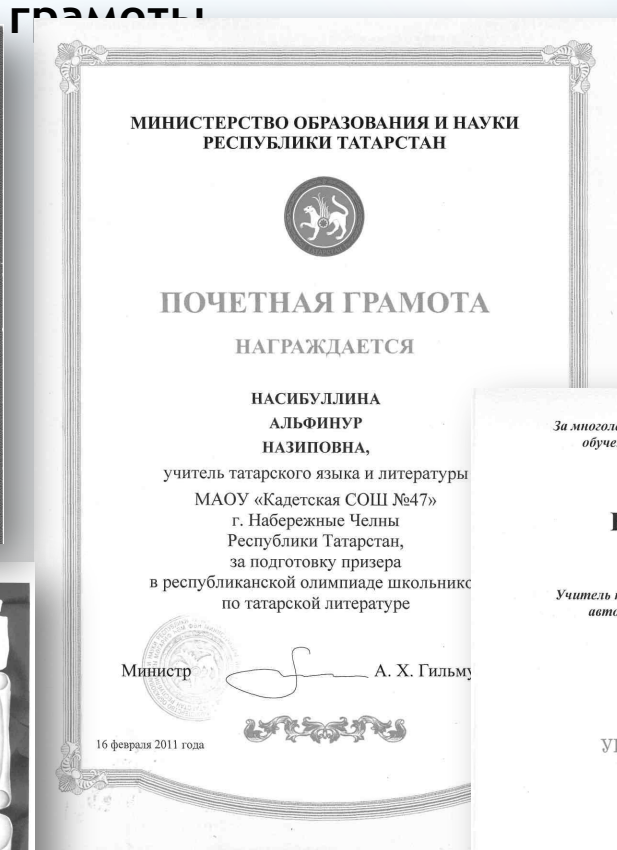 грамоты
МИНИСТЕРСТВО ОБРАЗОВАНИЯ И НАУКИ
РЕСПУБЛИКИ ТАТАРСТАН
ПОЧЕТНАЯ ГРАМОТА
НАГРАЖДАЕТСЯ
НАСИБУЛЛИНА
АЛЬФИНУР
НАЗИПОВНА,
учитель татарского языка и литературы
МАОУ «Кадетская СОШ №47»
г. Набережные Челны
Республики Татарстан,
за подготовку призера
в республиканской олимпиаде школьнико
по татарской литературе
Министр А. Х. Гильму
16 февраля 2011 года
За многол
обуче
Учитель
авто